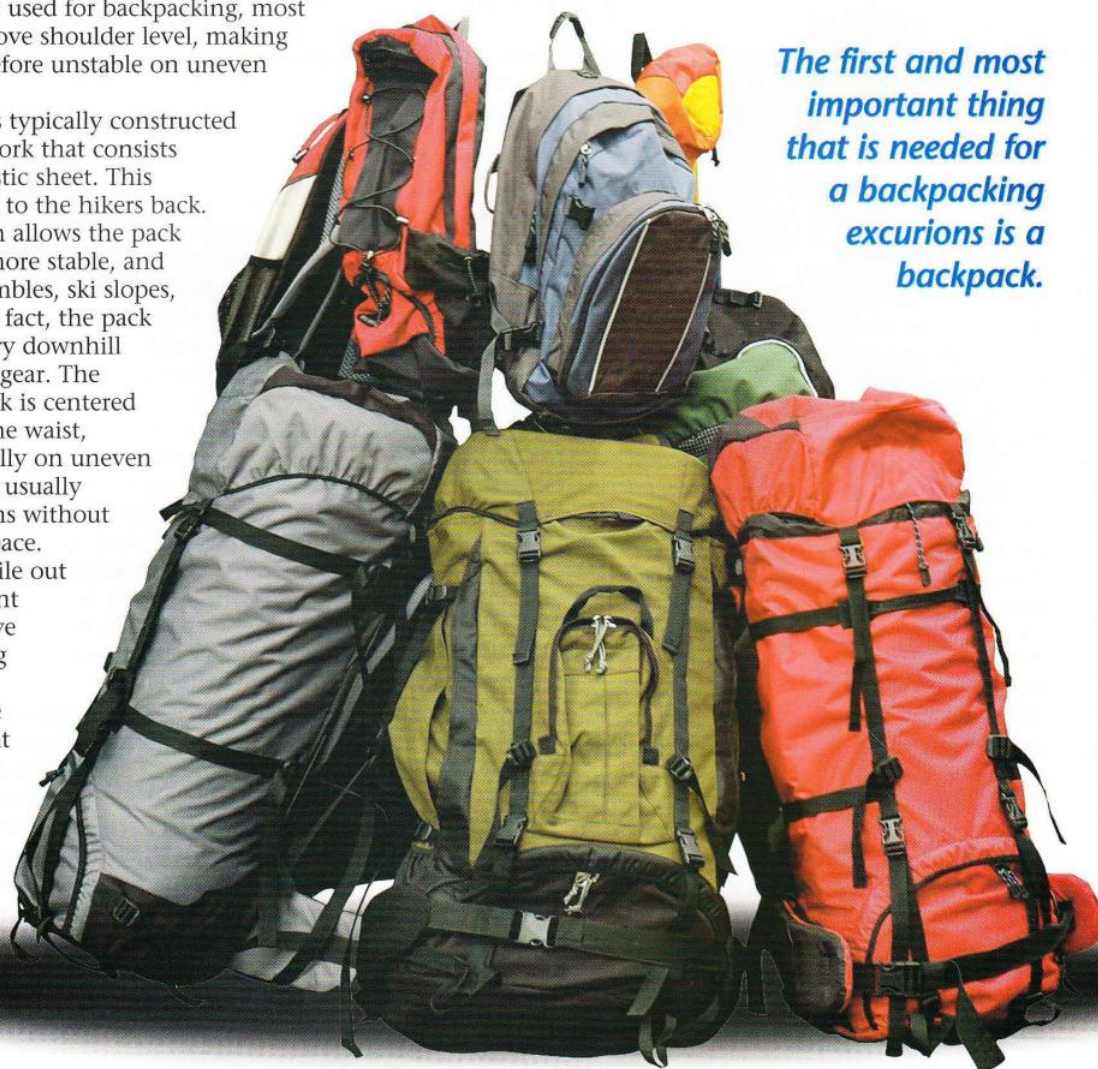 used for backpacking, most
ove shoulder level, making
efore unstable on uneven
s typically constructed
ork that consists
stic sheet. This
to the hikers back.
n allows the pack
more stable, and
mbles, ski slopes,
fact, the pack
ry downhill
gear. The
k is centered
he waist,
lly on uneven
usually
ns without
pace.
ile out
nt
ve
g
e
t
The first and most
important thing
that is needed for
a backpacking
excurions is a
backpack.